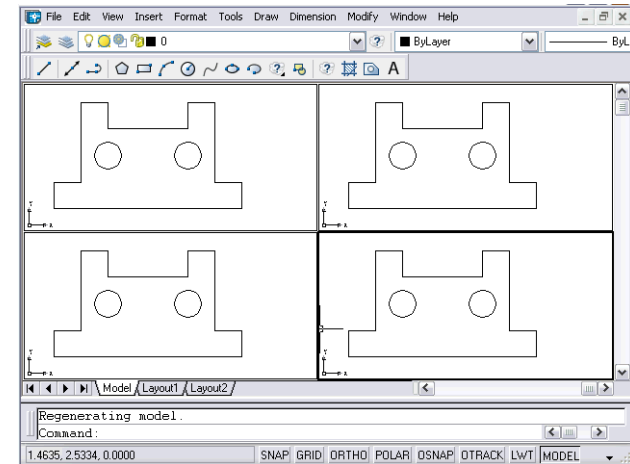 File Edit View Insert Format Tools Draw Dimension Modify Window Help
0 ByLayer ByL
A
Y
X
Y
X
Y
X
Y
X
Model Layout1 Layout2
Regenerating model.
Command:
1.4635, 2.5334, 0.0000 SNAP GRID ORTHO POLAR OSNAP OTRACK LWT MODEL